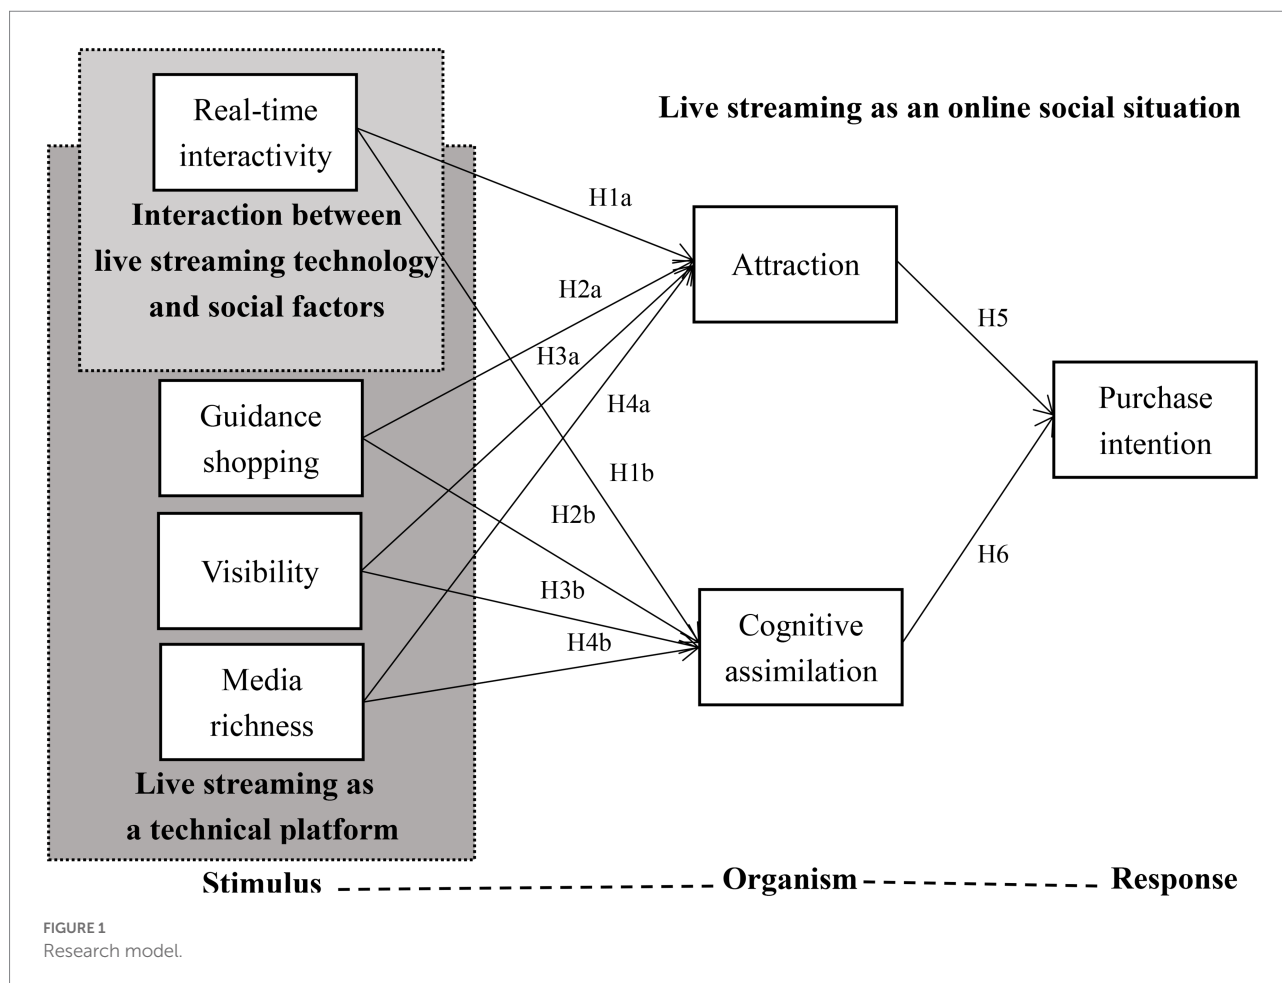 Real-time
interactivity
Interaction between
live streaming technology
and social factors
Guidance
shopping
Visibility
Media
richness
Live streaming as
a technical platform
Live streaming as an online social situation
H1a
H2a
H3a
H4a
H1b
H2b
H3b
H4b
Attraction
Cognitive
assimilation
H5
H6
Purchase
intention
Stimulus
Organism
Response
FIGURE 1
Research model.